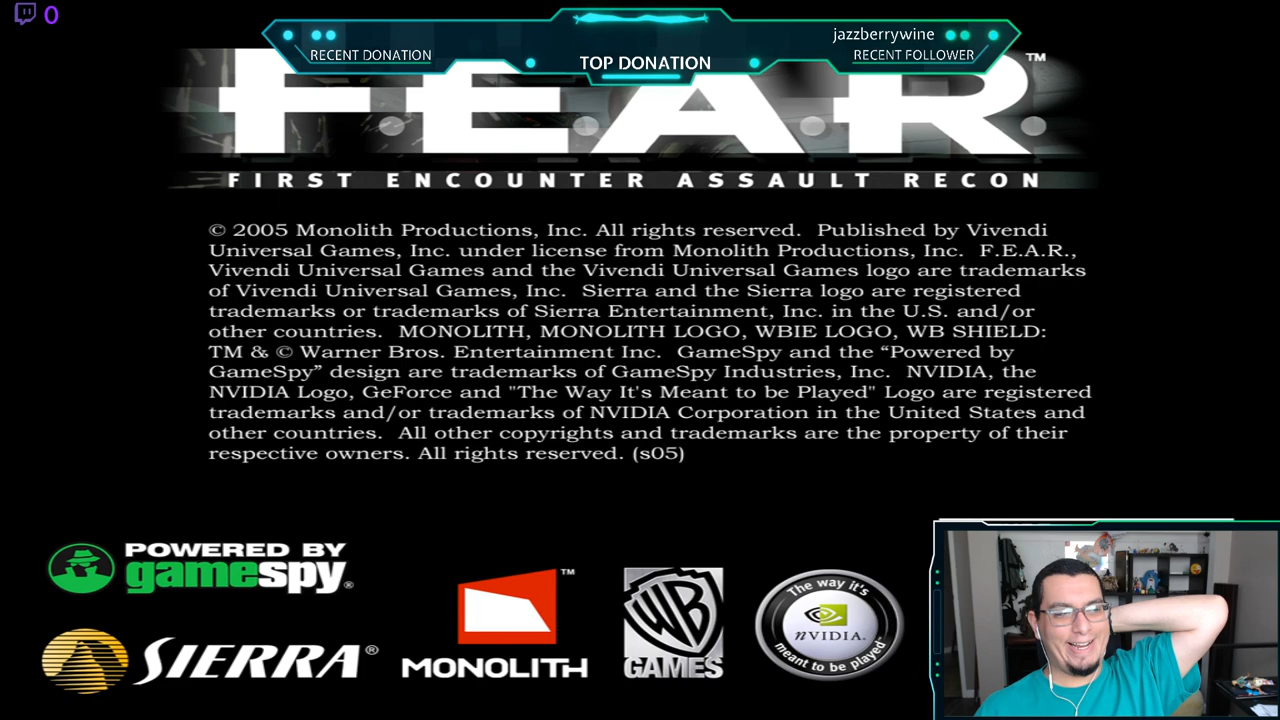 0
jazzberrywine
RECENT DONATION
TOP DONATION
RECENT FOLLOWER
F.E.A.R.™
FIRST ENCOUNTER ASSAULT RECON
© 2005 Monolith Productions, Inc. All rights reserved.  Published by Vivendi
Universal Games, Inc. under license from Monolith Productions, Inc.  F.E.A.R.,
Vivendi Universal Games and the Vivendi Universal Games logo are trademarks
of Vivendi Universal Games, Inc.  Sierra and the Sierra logo are registered
trademarks or trademarks of Sierra Entertainment, Inc. in the U.S. and/or
other countries.  MONOLITH, MONOLITH LOGO, WBIE LOGO, WB SHIELD:
TM & © Warner Bros. Entertainment Inc.  GameSpy and the “Powered by
GameSpy” design are trademarks of GameSpy Industries, Inc.  NVIDIA, the
NVIDIA Logo, GeForce and "The Way It's Meant to be Played" Logo are registered
trademarks and/or trademarks of NVIDIA Corporation in the United States and
other countries.  All other copyrights and trademarks are the property of their
respective owners. All rights reserved. (s05)
POWERED BY
gamespy®
SIERRA®
™
MONOLITH
WB
GAMES
The way it's
nVIDIA.
meant to be played™